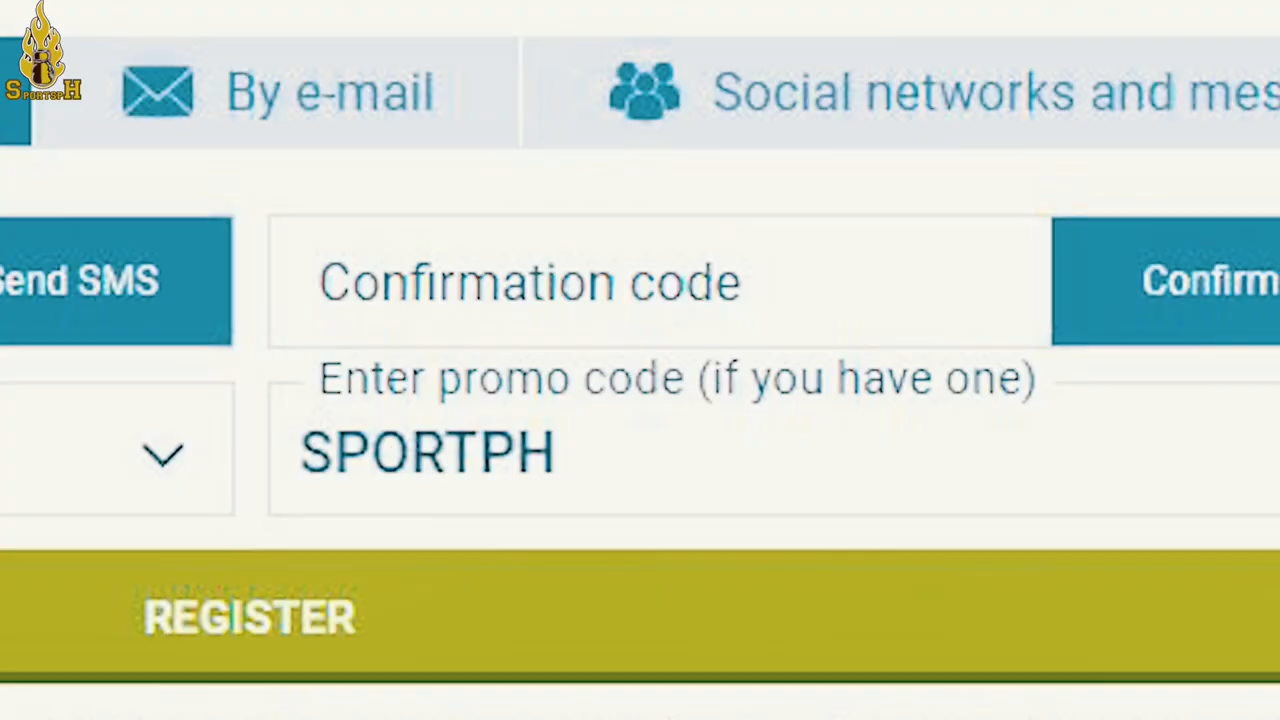 SPORTSPH
By e-mail
Social networks and mes
Send SMS
Confirmation code
Confirm
Enter promo code (if you have one)
SPORTPH
REGISTER